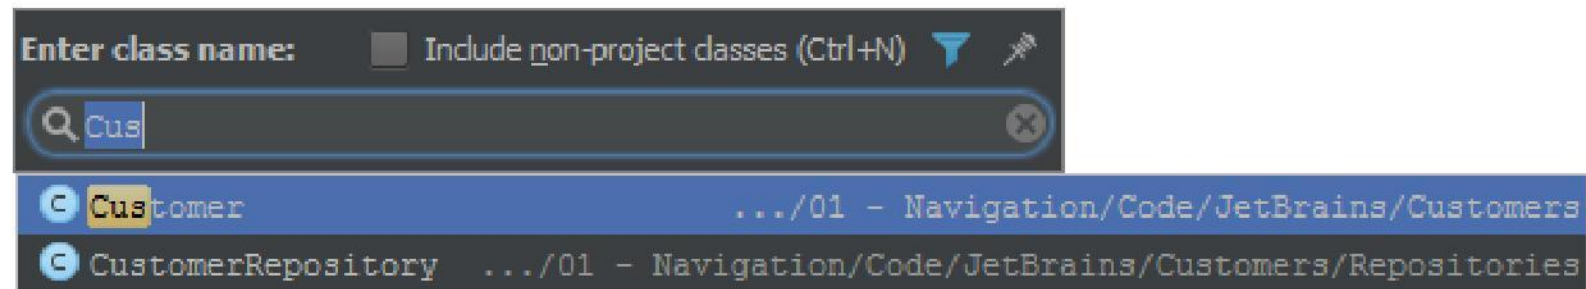 Enter class name: Include non-project classes (Ctrl+N)
Cus
C Customer .../01 - Navigation/Code/JetBrains/Customers
C CustomerRepository .../01 - Navigation/Code/JetBrains/Customers/Repositories